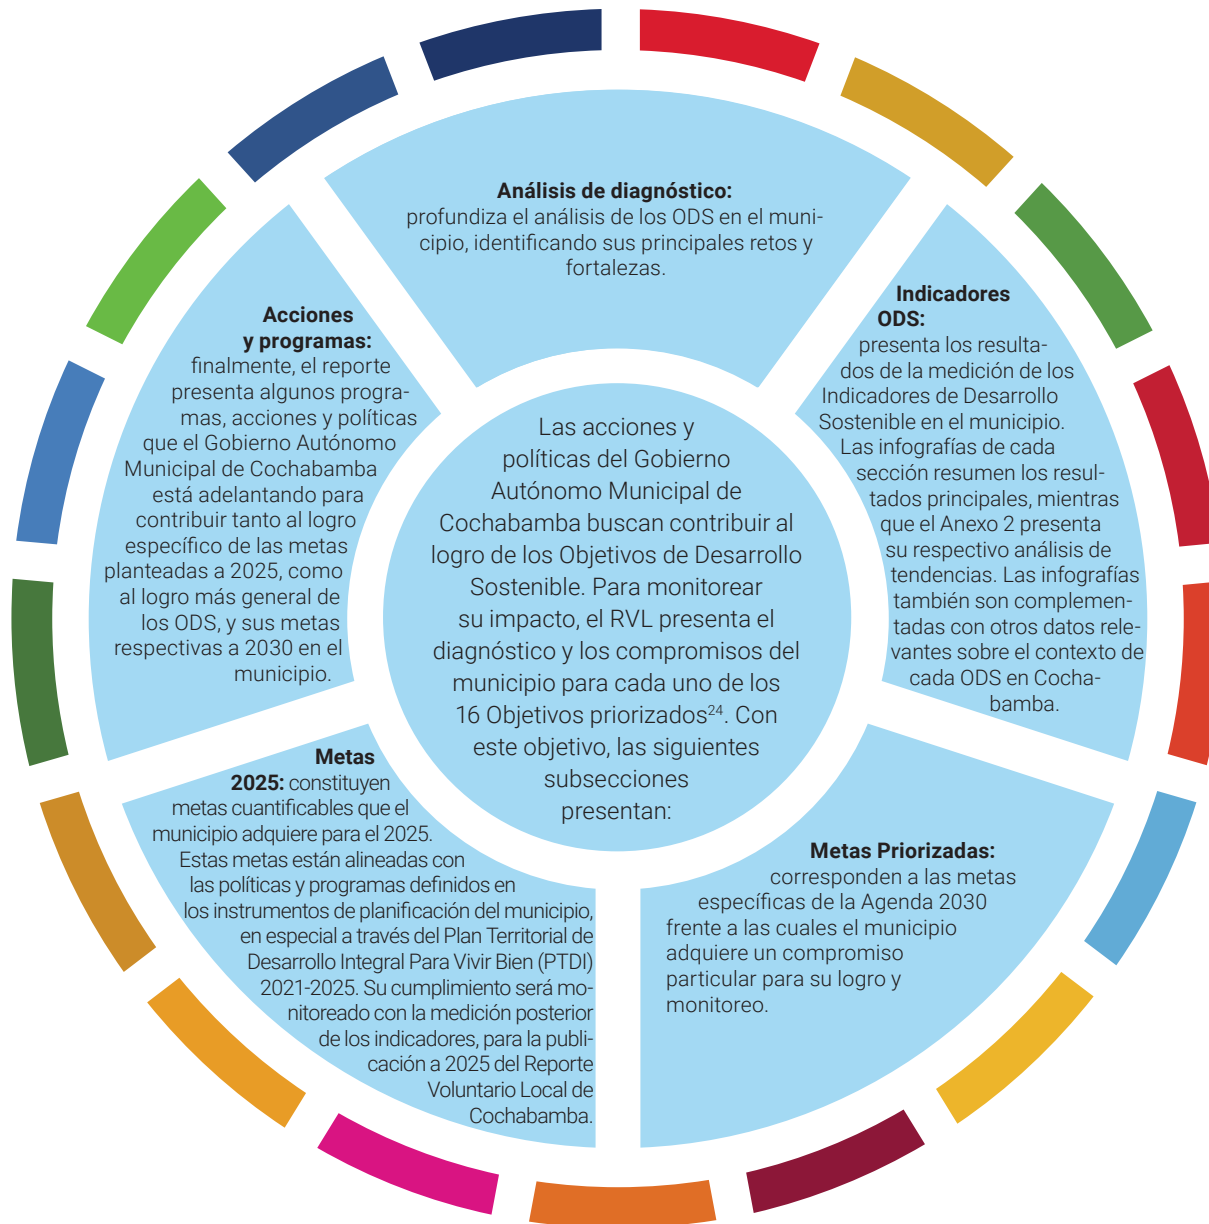 Análisis de diagnóstico:
profundiza el análisis de los ODS en el muni-
cipio, identificando sus principales retos y
fortalezas.
Indicadores
ODS:
presenta los resulta-
dos de la medición de los
Indicadores de Desarrollo
Sostenible en el municipio.
Las infografías de cada
sección resumen los resul-
tados principales, mientras
que el Anexo 2 presenta
su respectivo análisis de
tendencias. Las infografías
también son complemen-
tadas con otros datos rele-
vantes sobre el contexto de
cada ODS en Cocha-
bamba.
Metas Priorizadas:
corresponden a las metas
específicas de la Agenda 2030
frente a las cuales el municipio
adquiere un compromiso
particular para su logro y
monitoreo.
Metas
2025: constituyen
metas cuantificables que el
municipio adquiere para el 2025.
Estas metas están alineadas con
las políticas y programas definidos en
los instrumentos de planificación del municipio,
en especial a través del Plan Territorial de
Desarrollo Integral Para Vivir Bien (PTDI)
2021-2025. Su cumplimiento será mo-
nitoreado con la medición posterior
de los indicadores, para la publi-
cación a 2025 del Reporte
Voluntario Local de
Cochabamba.
Acciones
y programas:
finalmente, el reporte
presenta algunos progra-
mas, acciones y políticas
que el Gobierno Autónomo
Municipal de Cochabamba
está adelantando para
contribuir tanto al logro
específico de las metas
planteadas a 2025, como
al logro más general de
los ODS, y sus metas
respectivas a 2030 en el
municipio.
Las acciones y
políticas del Gobierno
Autónomo Municipal de
Cochabamba buscan contribuir al
logro de los Objetivos de Desarrollo
Sostenible. Para monitorear
su impacto, el RVL presenta el
diagnóstico y los compromisos del
municipio para cada uno de los
16 Objetivos priorizados²⁴. Con
este objetivo, las siguientes
subsecciones
presentan: